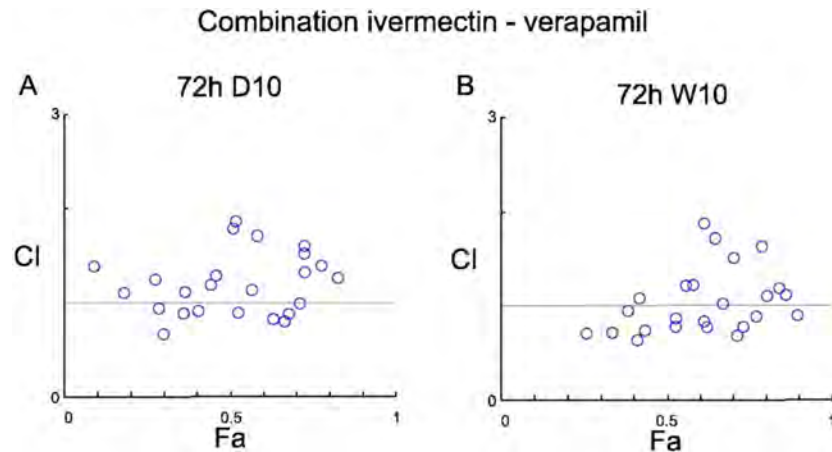 Combination ivermectin - verapamil
A
72h D10
3
CI
0
0
0.5
1
Fa
B
72h W10
3
CI
0
0
0.5
1
Fa